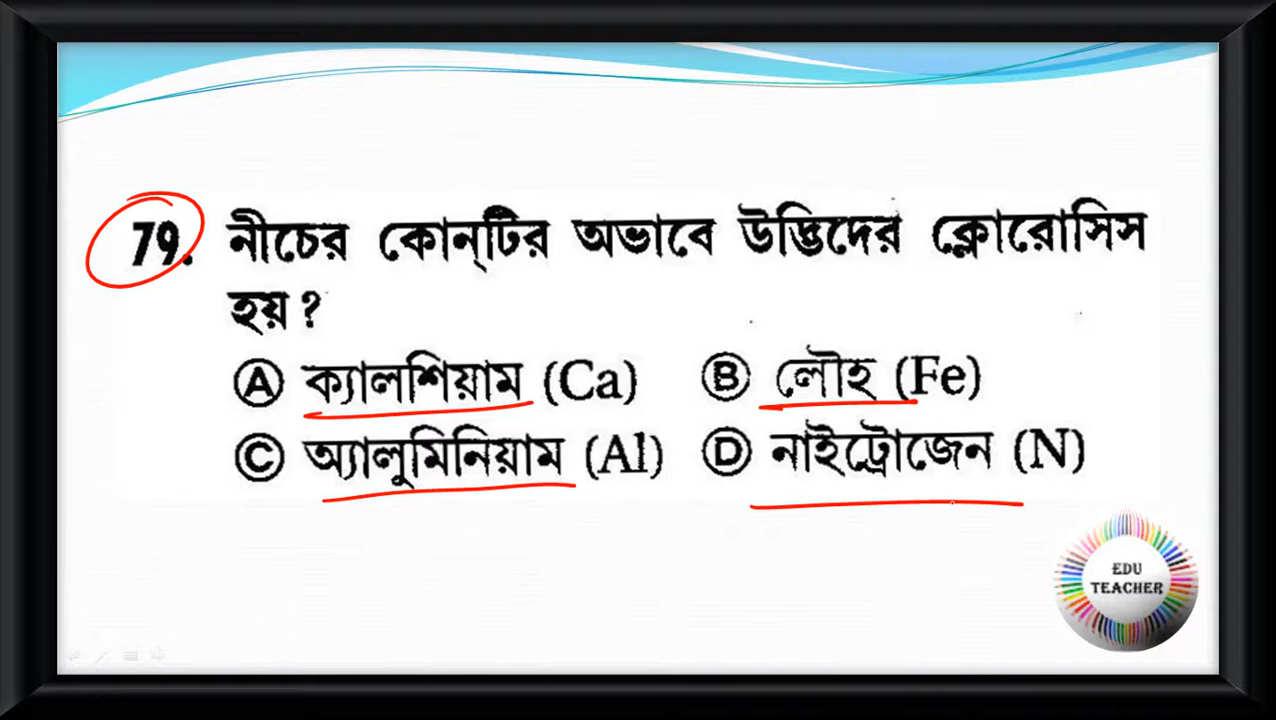 79. নীচের কোন্‌টির অভাবে উদ্ভিদের ক্লোরোসিস
হয় ?
Ⓐ ক্যালশিয়াম (Ca) Ⓑ লৌহ (Fe)
Ⓒ অ্যালুমিনিয়াম (Al) Ⓓ নাইট্রোজেন (N)
EDU
TEACHER